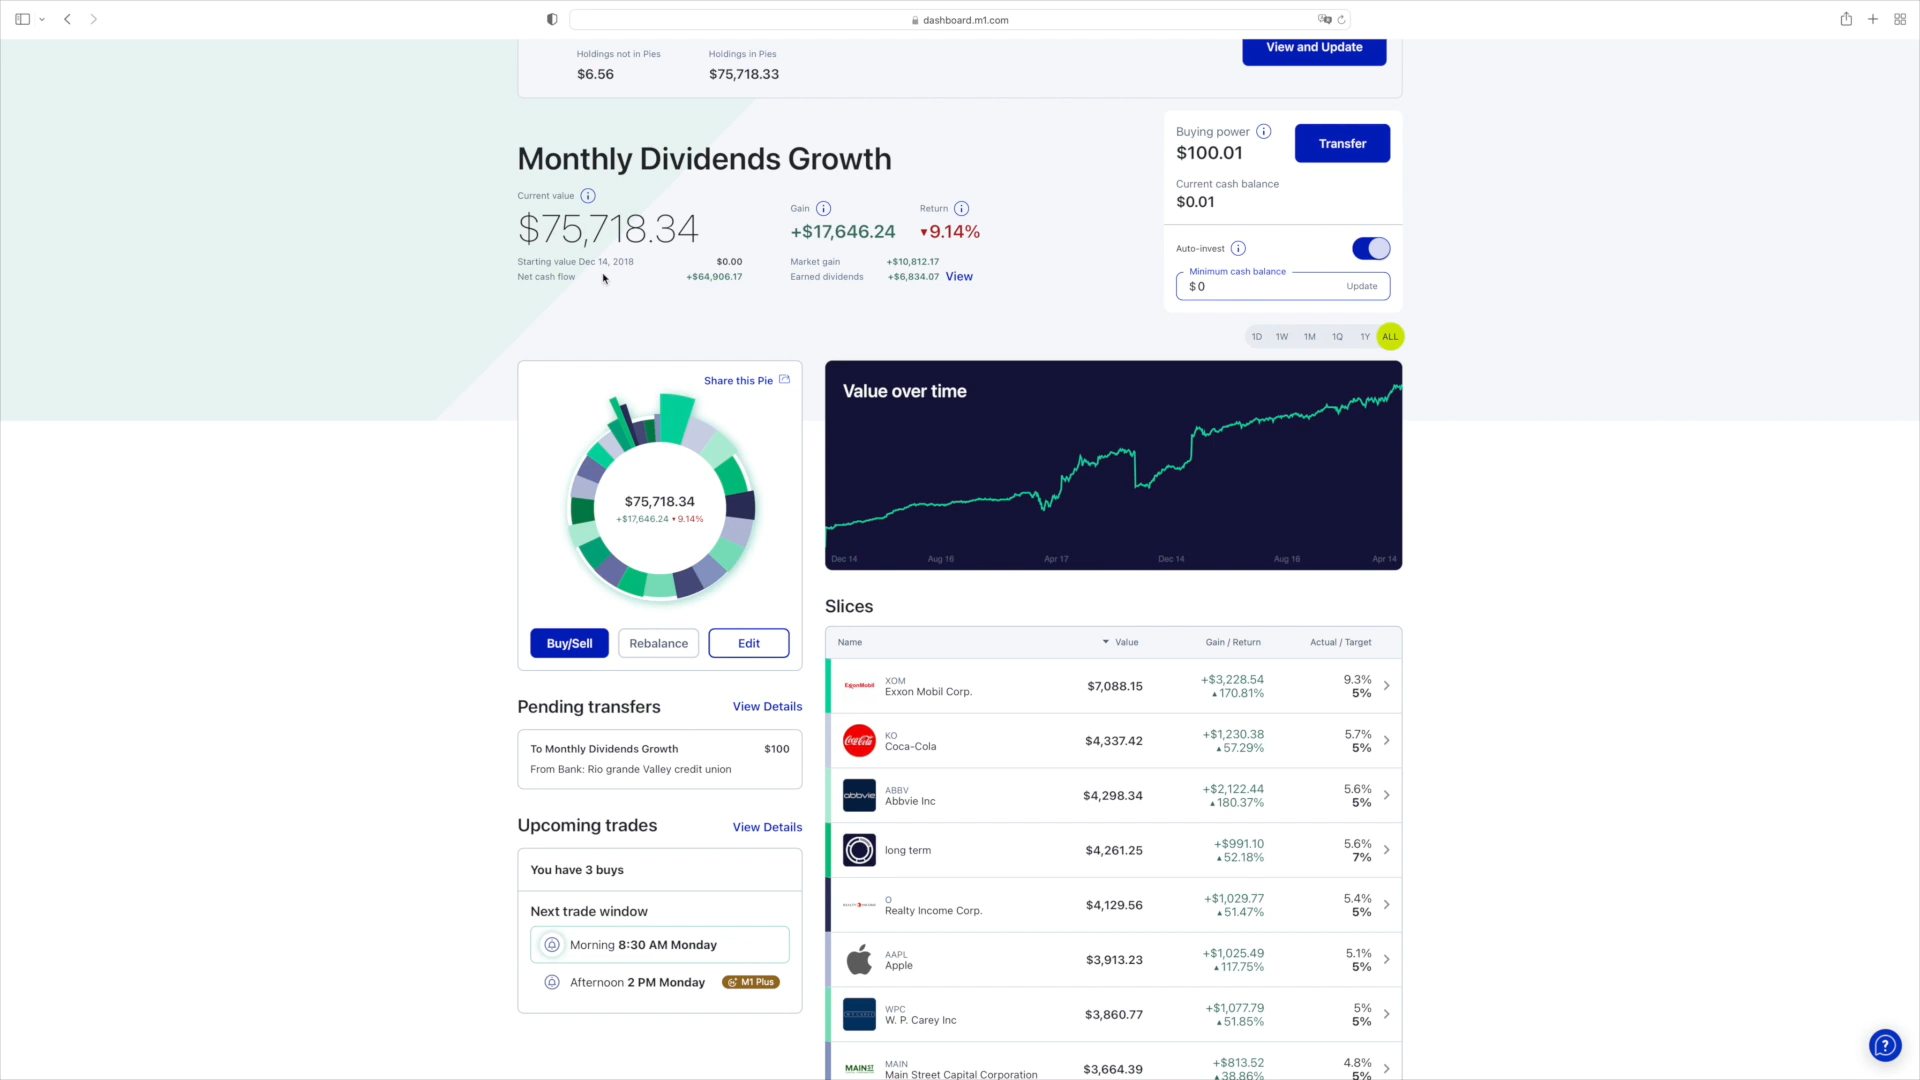 dashboard.m1.com
Holdings not in Pies
$6.56
Holdings in Pies
$75,718.33
View and Update
Monthly Dividends Growth
Current value
$75,718.34
Starting value Dec 14, 2018 $0.00
Net cash flow +$64,906.17
Gain
+$17,646.24
Return
▼9.14%
Market gain +$10,812.17
Earned dividends +$6,834.07 View
Buying power
$100.01
Transfer
Current cash balance
$0.01
Auto-invest
Minimum cash balance
$0
Update
1D 1W 1M 1Q 1Y ALL
Share this Pie
$75,718.34
+$17,646.24 ▼9.14%
Buy/Sell
Rebalance
Edit
Value over time
Dec 14 Aug 16 Apr 17 Dec 14 Aug 16 Apr 14
Pending transfers
View Details
To Monthly Dividends Growth $100
From Bank: Rio grande Valley credit union
Upcoming trades
View Details
You have 3 buys
Next trade window
Morning 8:30 AM Monday
Afternoon 2 PM Monday
M1 Plus
Slices
Name ▼ Value Gain / Return Actual / Target
ExxonMobil
XOM
Exxon Mobil Corp.
$7,088.15
+$3,228.54
▲170.81%
9.3%
5%
Coca-Cola
KO
Coca-Cola
$4,337.42
+$1,230.38
▲57.29%
5.7%
5%
abbvie
ABBV
Abbvie Inc
$4,298.34
+$2,122.44
▲180.37%
5.6%
5%
long term
$4,261.25
+$991.10
▲52.18%
5.6%
7%
REALTY INCOME
O
Realty Income Corp.
$4,129.56
+$1,029.77
▲51.47%
5.4%
5%
AAPL
Apple
$3,913.23
+$1,025.49
▲117.75%
5.1%
5%
W. P. CAREY
WPC
W. P. Carey Inc
$3,860.77
+$1,077.79
▲51.85%
5%
5%
MAIN ST
MAIN
Main Street Capital Corporation
$3,664.39
+$813.52
▲38.86%
4.8%
5%